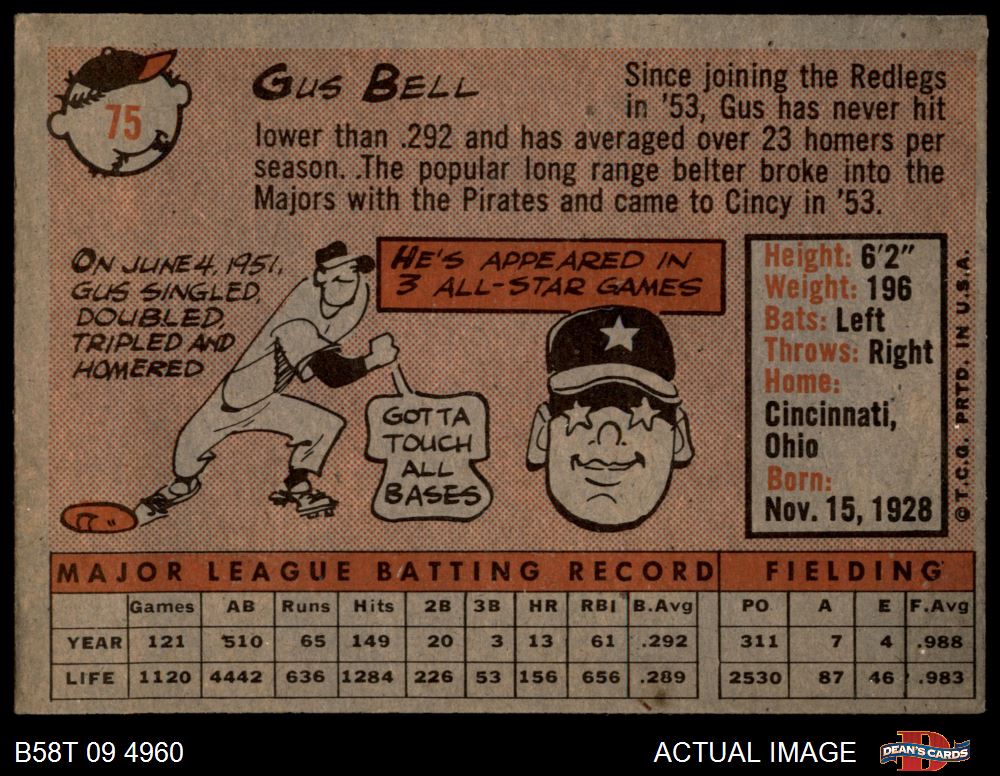 75
GUS BELL
Since joining the Redlegs
in '53, Gus has never hit
lower than .292 and has averaged over 23 homers per
season. .The popular long range belter broke into the
Majors with the Pirates and came to Cincy in '53.
ON JUNE 4, 1951,
GUS SINGLED,
DOUBLED,
TRIPLED AND
HOMERED
HE'S APPEARED IN
3 ALL-STAR GAMES
GOTTA
TOUCH
ALL
BASES
Height: 6'2"
Weight: 196
Bats: Left
Throws: Right
Home:
Cincinnati,
Ohio
Born:
Nov. 15, 1928
©T.C.G. PRTD. IN U.S.A.
MAJOR LEAGUE BATTING RECORD FIELDING
Games AB Runs Hits 2B 3B HR RBI B.Avg PO A E F.Avg
YEAR 121 510 65 149 20 3 13 61 .292 311 7 4 .988
LIFE 1120 4442 636 1284 226 53 156 656 .289 2530 87 46 .983
B58T 09 4960
ACTUAL IMAGE
DEAN'S CARDS